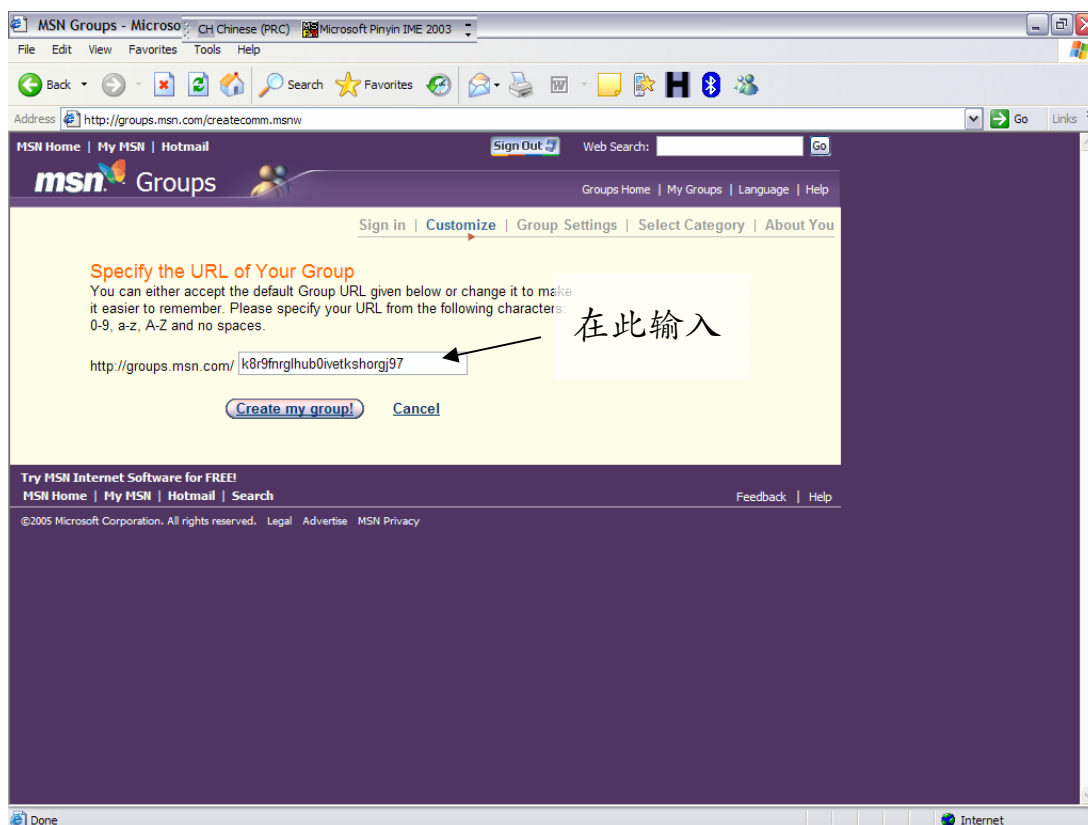 MSN Groups - Microso
CH Chinese (PRC) Microsoft Pinyin IME 2003
File Edit View Favorites Tools Help
Back Search Favorites
Address http://groups.msn.com/createcomm.msnw Go Links
MSN Home | My MSN | Hotmail Sign Out Web Search: Go
msn Groups
Groups Home | My Groups | Language | Help
Sign in | Customize | Group Settings | Select Category | About You
Specify the URL of Your Group
You can either accept the default Group URL given below or change it to make
it easier to remember. Please specify your URL from the following characters:
0-9, a-z, A-Z and no spaces.
在此输入
http://groups.msn.com/ k8r9fnrglhub0ivetkshorgj97
Create my group! Cancel
Try MSN Internet Software for FREE!
MSN Home | My MSN | Hotmail | Search Feedback | Help
©2005 Microsoft Corporation. All rights reserved. Legal Advertise MSN Privacy
Done Internet